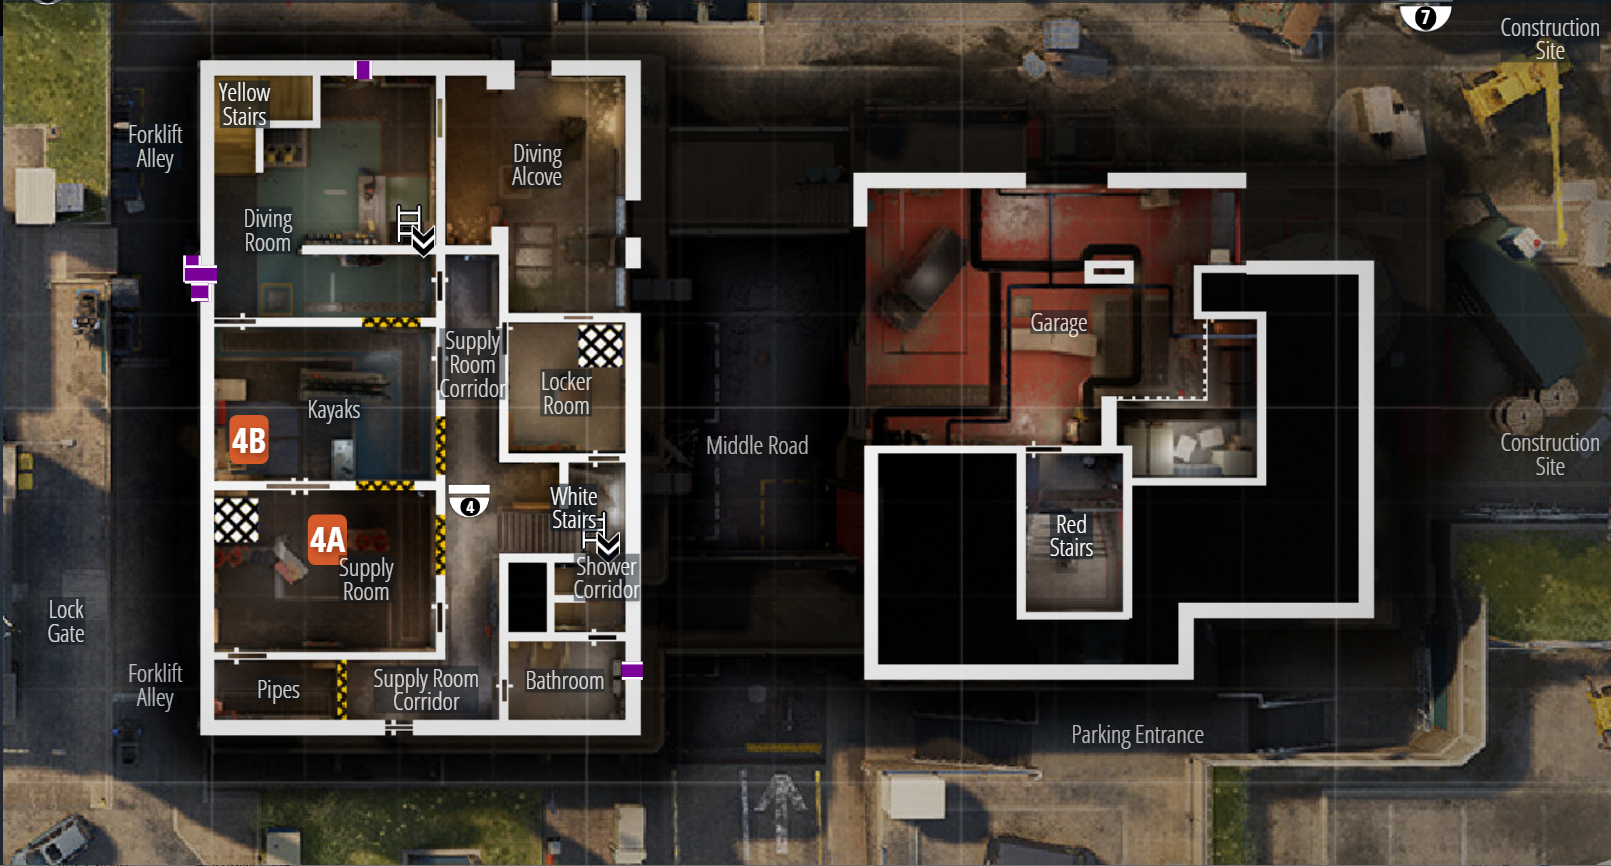 7
Construction
Site
Yellow
Stairs
Forklift
Alley
Diving
Alcove
Diving
Room
Garage
Supply
Room
Corridor
Locker
Room
Kayaks
4B
Middle Road
Construction
Site
4
White
Stairs
4A
Supply
Room
Red
Stairs
Shower
Corridor
Lock
Gate
Forklift
Alley
Pipes
Supply Room
Corridor
Bathroom
Parking Entrance